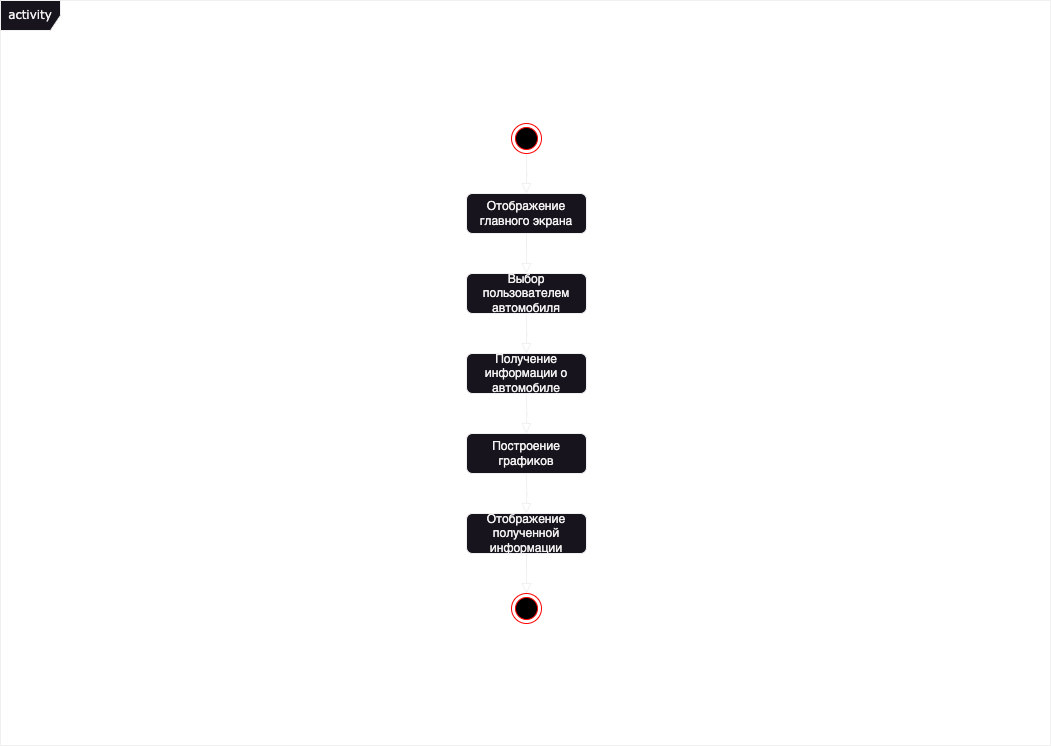 activity
Отображение
главного экрана
Выбор
пользователем
автомобиля
Получение
информации о
автомобиле
Построение
графиков
Отображение
полученной
информации